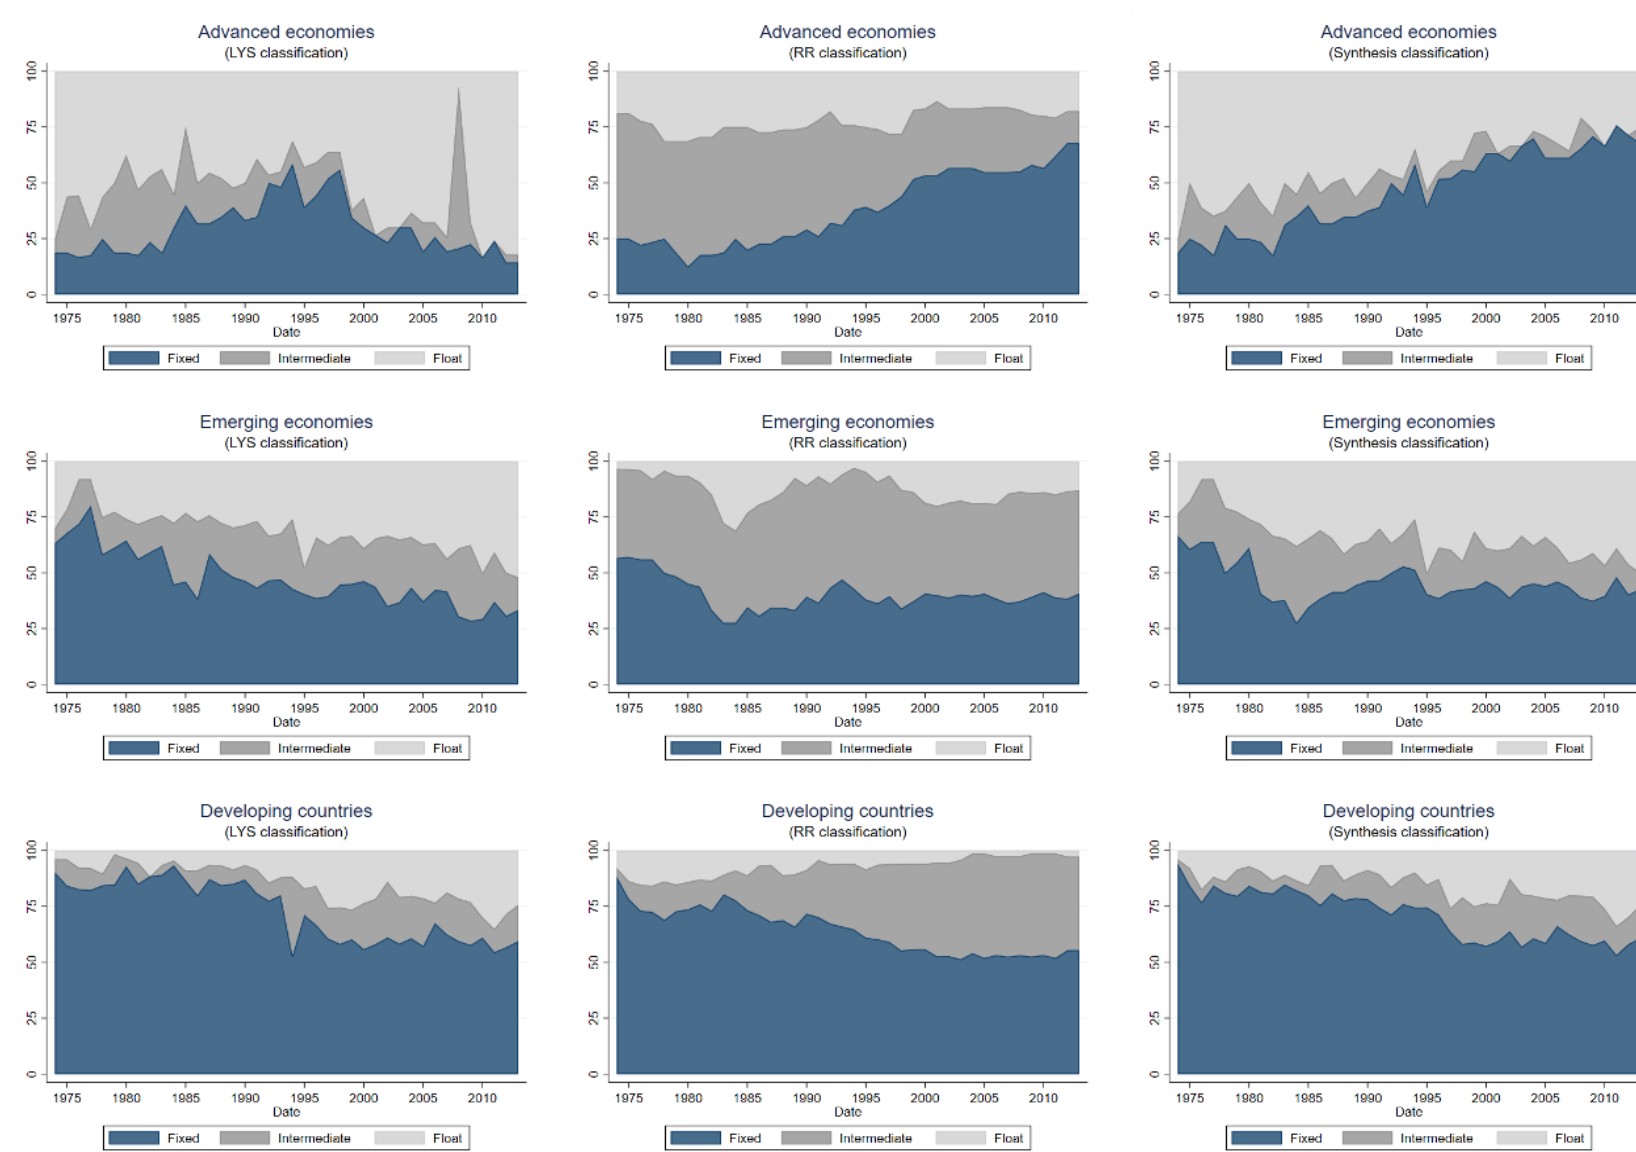 Advanced economies
(LYS classification)
100
75
50
25
0
1975 1980 1985 1990 1995 2000 2005 2010
Date
Fixed Intermediate Float
Advanced economies
(RR classification)
100
75
50
25
0
1975 1980 1985 1990 1995 2000 2005 2010
Date
Fixed Intermediate Float
Advanced economies
(Synthesis classification)
100
75
50
25
0
1975 1980 1985 1990 1995 2000 2005 2010
Date
Fixed Intermediate Float
Emerging economies
(LYS classification)
100
75
50
25
0
1975 1980 1985 1990 1995 2000 2005 2010
Date
Fixed Intermediate Float
Emerging economies
(RR classification)
100
75
50
25
0
1975 1980 1985 1990 1995 2000 2005 2010
Date
Fixed Intermediate Float
Emerging economies
(Synthesis classification)
100
75
50
25
0
1975 1980 1985 1990 1995 2000 2005 2010
Date
Fixed Intermediate Float
Developing countries
(LYS classification)
100
75
50
25
0
1975 1980 1985 1990 1995 2000 2005 2010
Date
Fixed Intermediate Float
Developing countries
(RR classification)
100
75
50
25
0
1975 1980 1985 1990 1995 2000 2005 2010
Date
Fixed Intermediate Float
Developing countries
(Synthesis classification)
100
75
50
25
0
1975 1980 1985 1990 1995 2000 2005 2010
Date
Fixed Intermediate Float